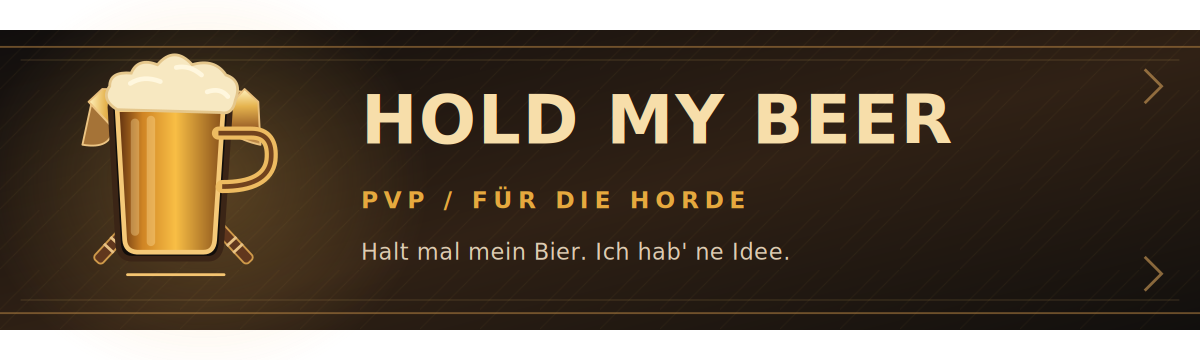 HOLD MY BEER
PVP / FÜR DIE HORDE
Halt mal mein Bier. Ich hab' ne Idee.